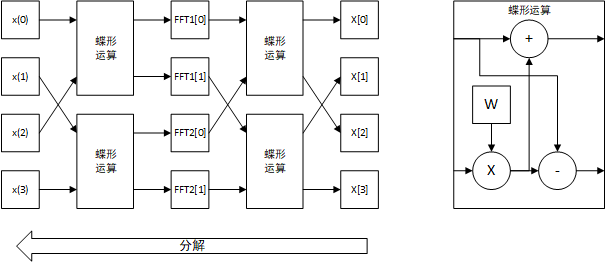 x(0)
蝶形
运算
FFT1[0]
蝶形
运算
X[0]
x(1)
FFT1[1]
X[1]
x(2)
蝶形
运算
FFT2[0]
蝶形
运算
X[2]
x(3)
FFT2[1]
X[3]
分解
蝶形运算
+
W
X
-